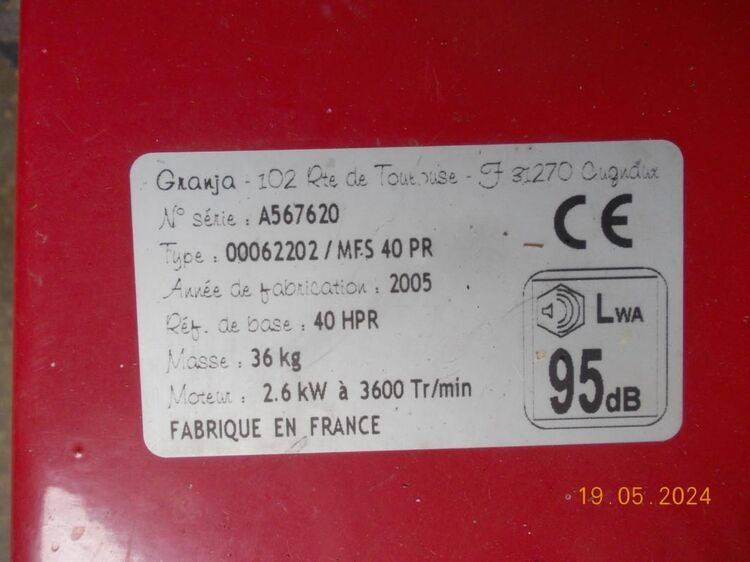 Granja - 102 Rte de Toulouse - F 31270 Cugnaux
N° série : A567620
Type : 00062202 / MFS 40 PR
Année de fabrication : 2005
Réf. de base : 40 HPR
Masse : 36 kg
Moteur : 2.6 kW à 3600 Tr/min
FABRIQUE EN FRANCE
CE
LWA
95dB
19.05.2024